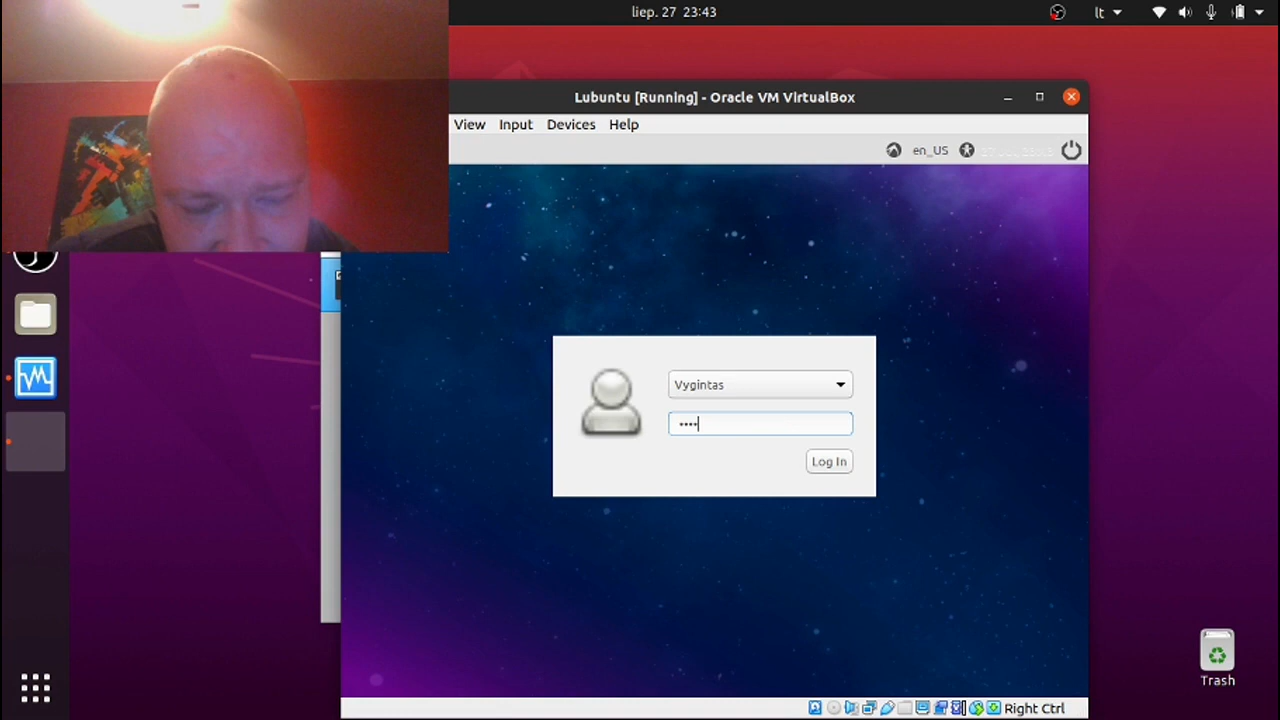 liep. 27 23:43
lt
Lubuntu [Running] - Oracle VM VirtualBox
View Input Devices Help
en_US
Vygintas
••••
Log In
Trash
Right Ctrl